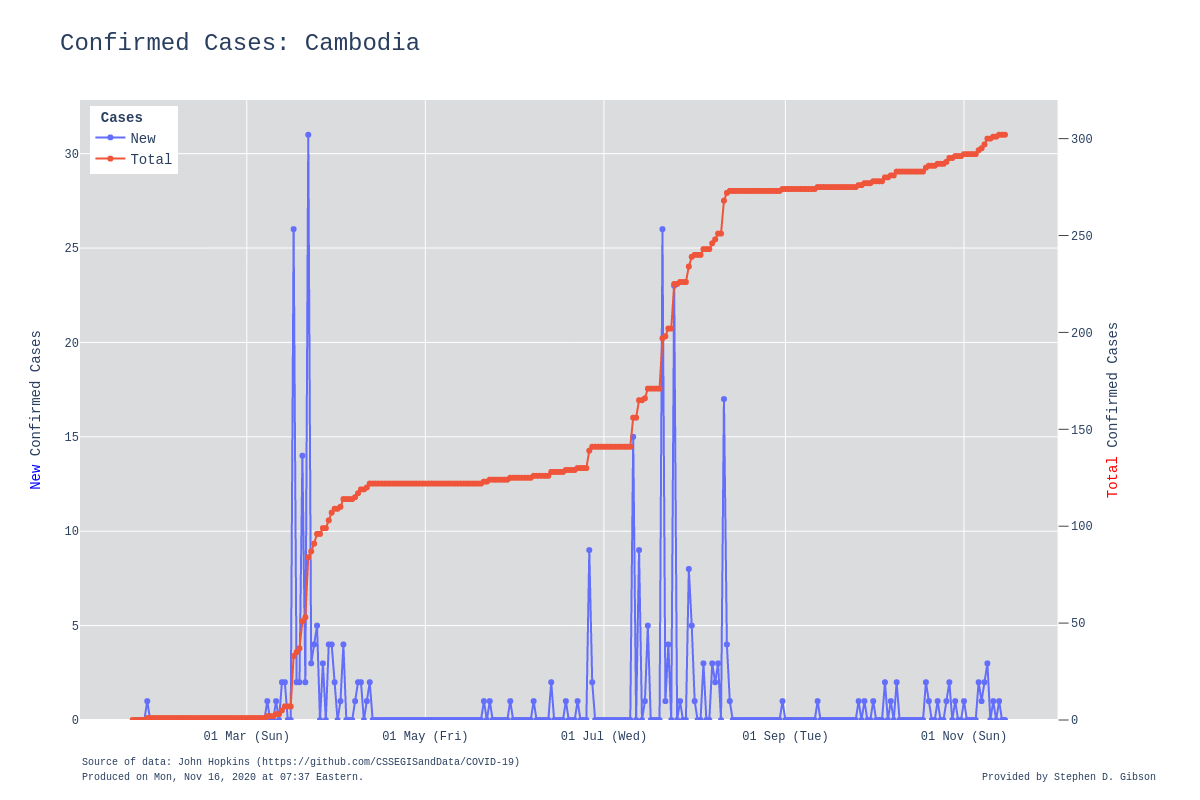 Confirmed Cases: Cambodia
Cases
New
Total
30
25
20
15
10
5
0
300
250
200
150
100
50
0
New Confirmed Cases
Total Confirmed Cases
01 Mar (Sun) 01 May (Fri) 01 Jul (Wed) 01 Sep (Tue) 01 Nov (Sun)
Source of data: John Hopkins (https://github.com/CSSEGISandData/COVID-19)
Produced on Mon, Nov 16, 2020 at 07:37 Eastern.
Provided by Stephen D. Gibson